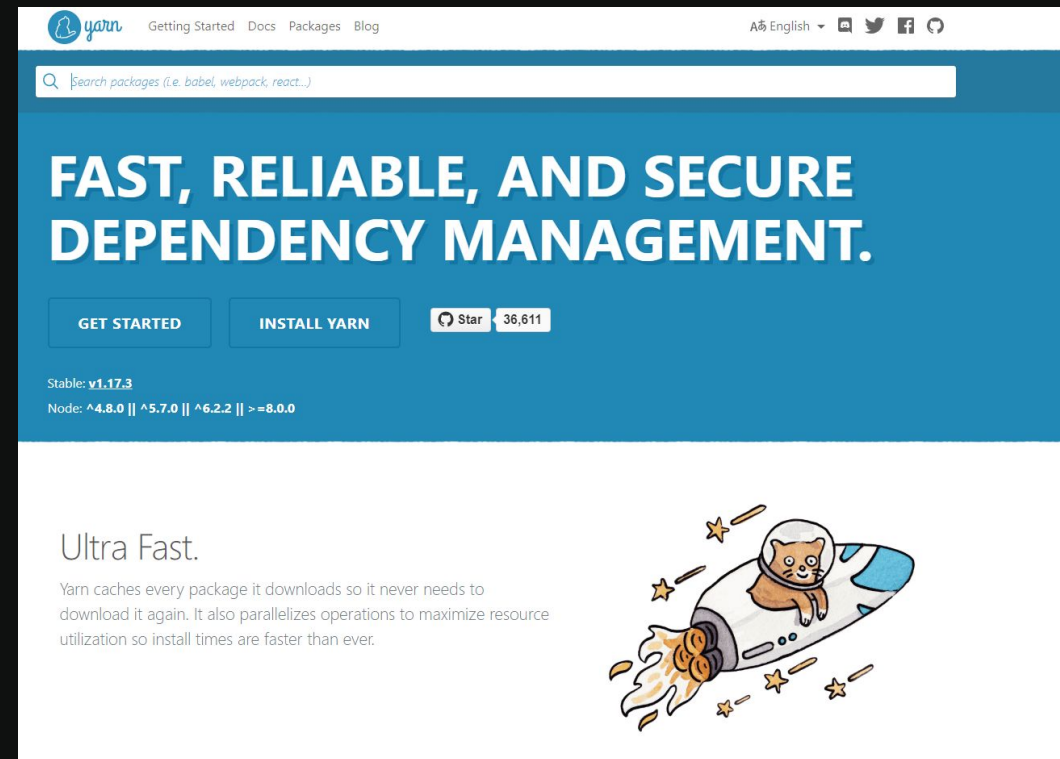 yarn Getting Started Docs Packages Blog Aあ English
Search packages (i.e. babel, webpack, react...)
FAST, RELIABLE, AND SECURE
DEPENDENCY MANAGEMENT.
GET STARTED INSTALL YARN Star 36,611
Stable: v1.17.3
Node: ^4.8.0 || ^5.7.0 || ^6.2.2 || >=8.0.0
Ultra Fast.
Yarn caches every package it downloads so it never needs to
download it again. It also parallelizes operations to maximize resource
utilization so install times are faster than ever.